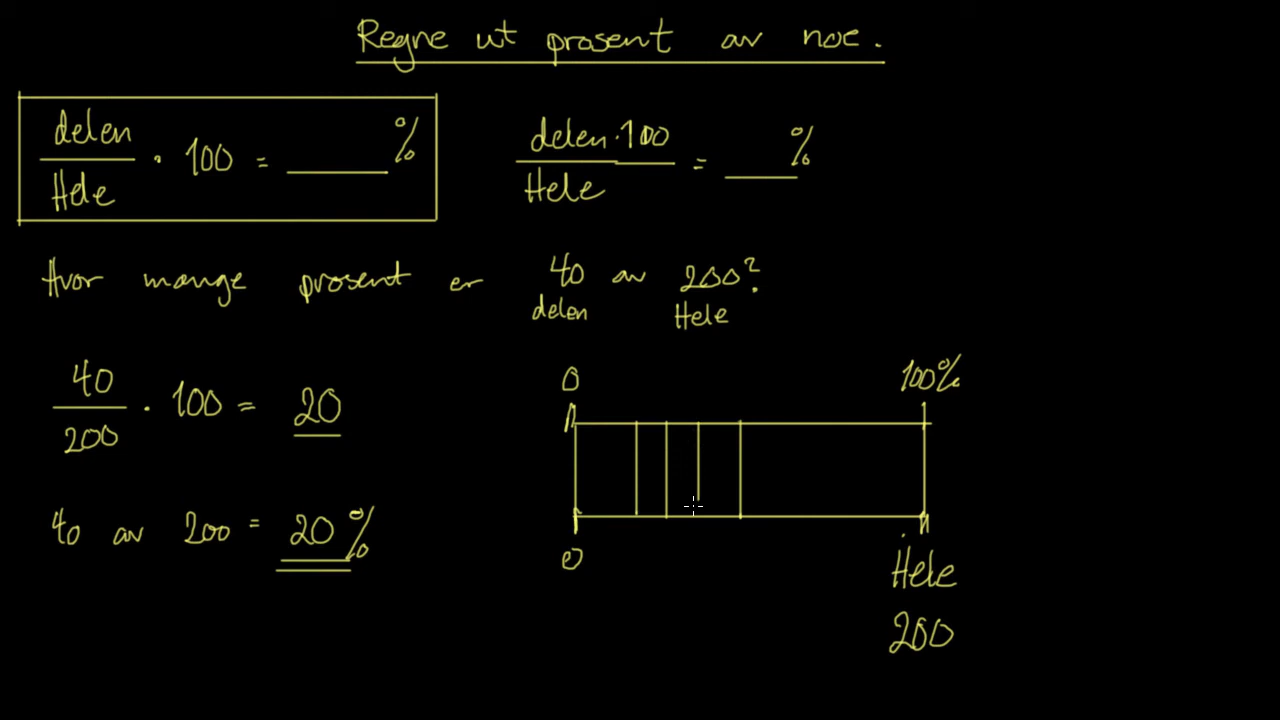 Regne ut prosent av noe.
delen / Hele · 100 = ____ %
delen · 100 / Hele = ____ %
Hvor mange prosent er 40 av 200?
delen Hele
40 / 200 · 100 = 20
40 av 200 = 20%
0 100%
0 Hele
200